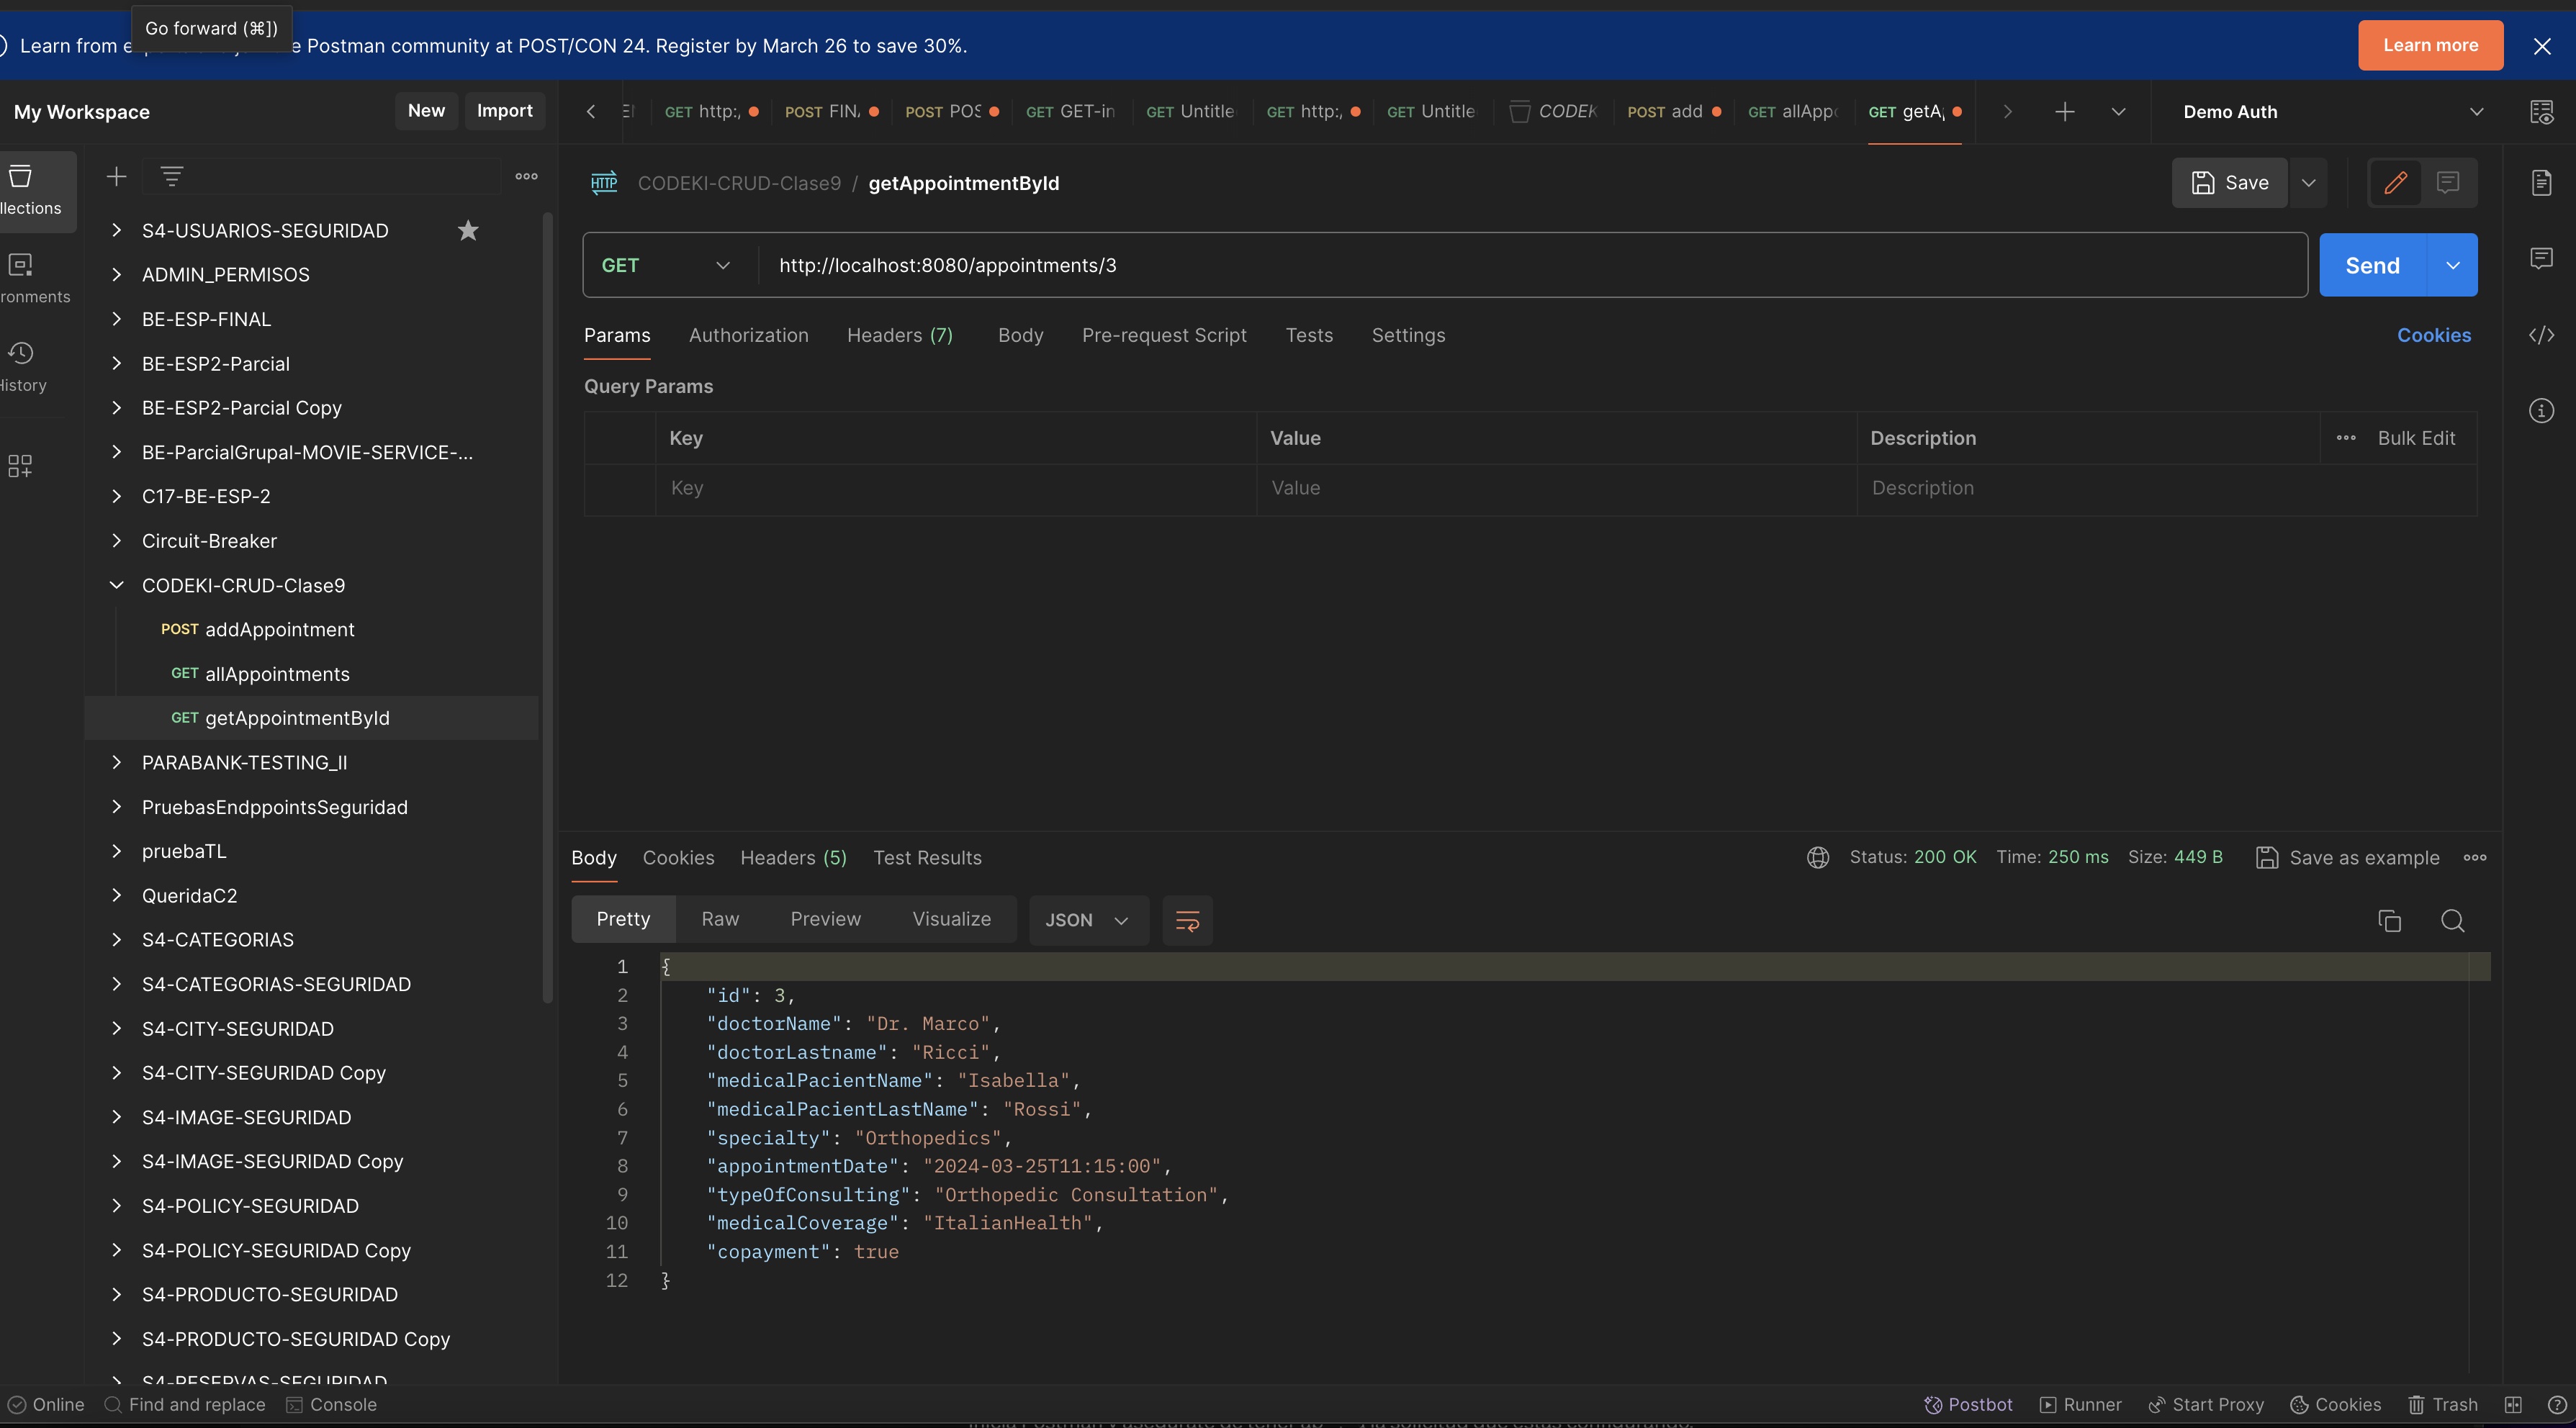 Go forward (⌘])
Learn from e
e Postman community at POST/CON 24. Register by March 26 to save 30%.
Learn more
My Workspace
New
Import
GET http:/
POST FIN
POST POS
GET GET-in
GET Untitle
GET http:/
GET Untitle
CODEK
POST add
GET allAppo
GET getA
Demo Auth
llections
ronments
History
S4-USUARIOS-SEGURIDAD
ADMIN_PERMISOS
BE-ESP-FINAL
BE-ESP2-Parcial
BE-ESP2-Parcial Copy
BE-ParcialGrupal-MOVIE-SERVICE-...
C17-BE-ESP-2
Circuit-Breaker
CODEKI-CRUD-Clase9
POST addAppointment
GET allAppointments
GET getAppointmentById
PARABANK-TESTING_II
PruebasEndppointsSeguridad
pruebaTL
QueridaC2
S4-CATEGORIAS
S4-CATEGORIAS-SEGURIDAD
S4-CITY-SEGURIDAD
S4-CITY-SEGURIDAD Copy
S4-IMAGE-SEGURIDAD
S4-IMAGE-SEGURIDAD Copy
S4-POLICY-SEGURIDAD
S4-POLICY-SEGURIDAD Copy
S4-PRODUCTO-SEGURIDAD
S4-PRODUCTO-SEGURIDAD Copy
S4-RESERVAS-SEGURIDAD
HTTP CODEKI-CRUD-Clase9 / getAppointmentById
Save
GET
http://localhost:8080/appointments/3
Send
Params Authorization Headers (7) Body Pre-request Script Tests Settings
Cookies
Query Params
Key Value Description Bulk Edit
Key Value Description
Body Cookies Headers (5) Test Results
Status: 200 OK Time: 250 ms Size: 449 B Save as example
Pretty Raw Preview Visualize JSON
1 {
2 "id": 3,
3 "doctorName": "Dr. Marco",
4 "doctorLastname": "Ricci",
5 "medicalPacientName": "Isabella",
6 "medicalPacientLastName": "Rossi",
7 "specialty": "Orthopedics",
8 "appointmentDate": "2024-03-25T11:15:00",
9 "typeOfConsulting": "Orthopedic Consultation",
10 "medicalCoverage": "ItalianHealth",
11 "copayment": true
12 }
Online Find and replace Console
Postbot Runner Start Proxy Cookies Trash